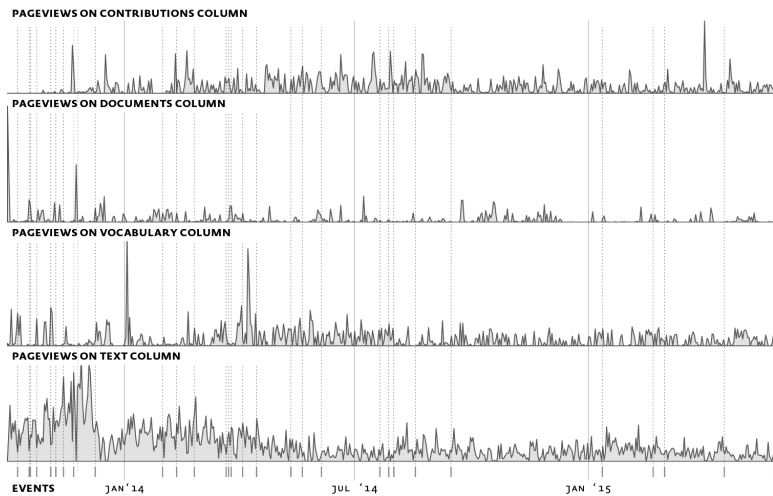 PAGEVIEWS ON CONTRIBUTIONS COLUMN
PAGEVIEWS ON DOCUMENTS COLUMN
PAGEVIEWS ON VOCABULARY COLUMN
PAGEVIEWS ON TEXT COLUMN
EVENTS JAN ‘14 JUL ‘14 JAN ‘15